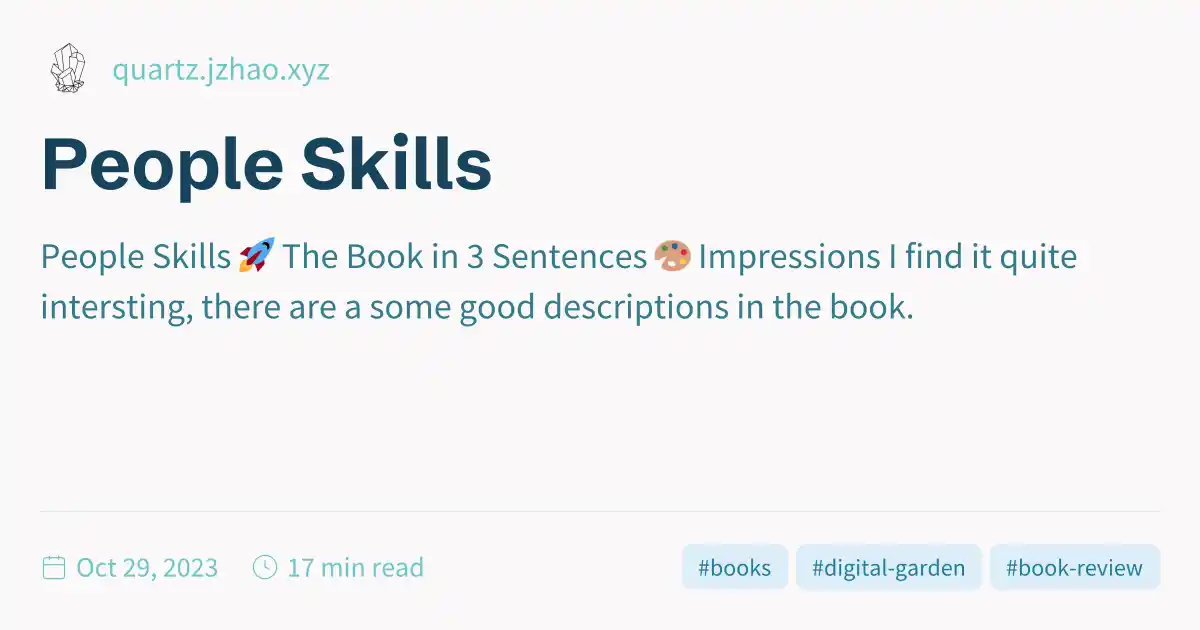 quartz.jzhao.xyz
People Skills
People Skills 🚀 The Book in 3 Sentences 🎨 Impressions I find it quite
intersting, there are a some good descriptions in the book.
Oct 29, 2023 17 min read #books #digital-garden #book-review